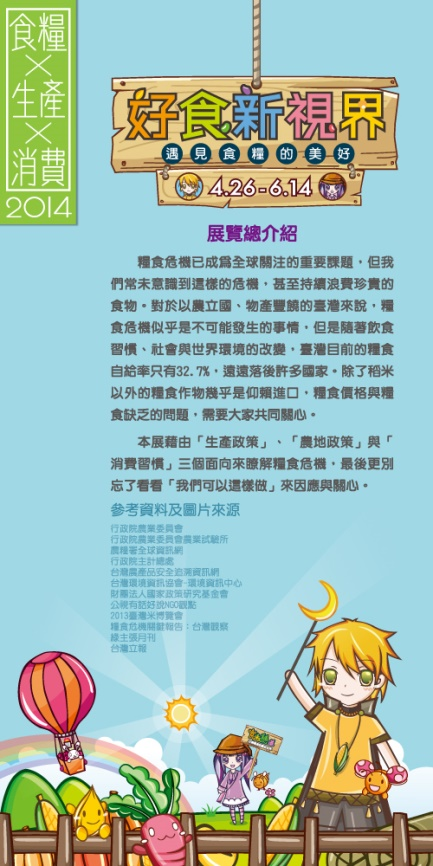 食糧
×
生產
×
消費
2014
好食新視界
遇見食糧的美好
4.26-6.14
展覽總介紹
糧食危機已成為全球關注的重要課題，但我
們常未意識到這樣的危機，甚至持續浪費珍貴的
食物。對於以農立國、物產豐饒的臺灣來說，糧
食危機似乎是不可能發生的事情，但是隨著飲食
習慣、社會與世界環境的改變，臺灣目前的糧食
自給率只有32.7%，遠遠落後許多國家。除了稻米
以外的糧食作物幾乎是仰賴進口，糧食價格與糧
食缺乏的問題，需要大家共同關心。
本展藉由「生產政策」、「農地政策」與「
消費習慣」三個面向來瞭解糧食危機，最後更別
忘了看看「我們可以這樣做」來因應與關心。
參考資料及圖片來源
行政院農業委員會
行政院農業委員會農業試驗所
農糧署全球資訊網
行政院主計總處
台灣農產品安全追溯資訊網
台灣環境資訊協會-環境資訊中心
財團法人國家政策研究基金會
公視有話好說NGO觀點
2013臺灣米博覽會
糧食危機關鍵報告：台灣觀察
綠主張月刊
台灣立報